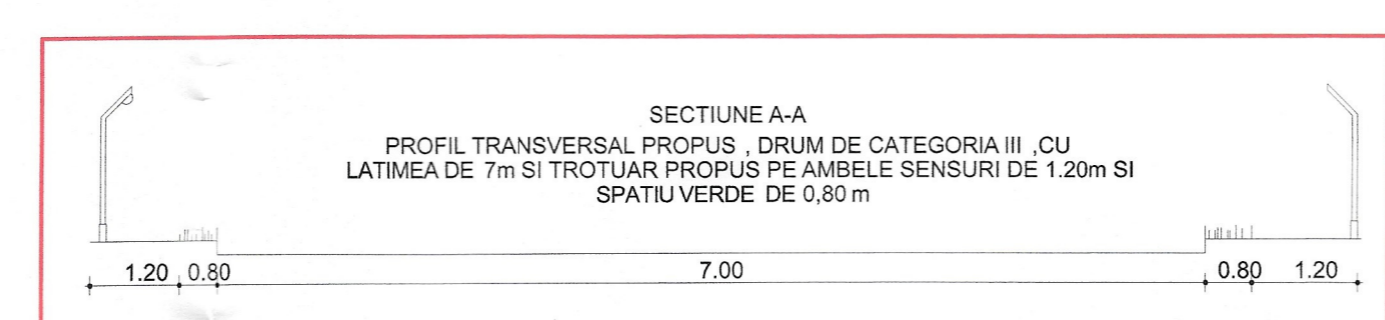 SECTIUNE A-A
PROFIL TRANSVERSAL PROPUS , DRUM DE CATEGORIA III ,CU
LATIMEA DE 7m SI TROTUAR PROPUS PE AMBELE SENSURI DE 1.20m SI
SPATIU VERDE DE 0,80 m
1.20 0.80 7.00 0.80 1.20